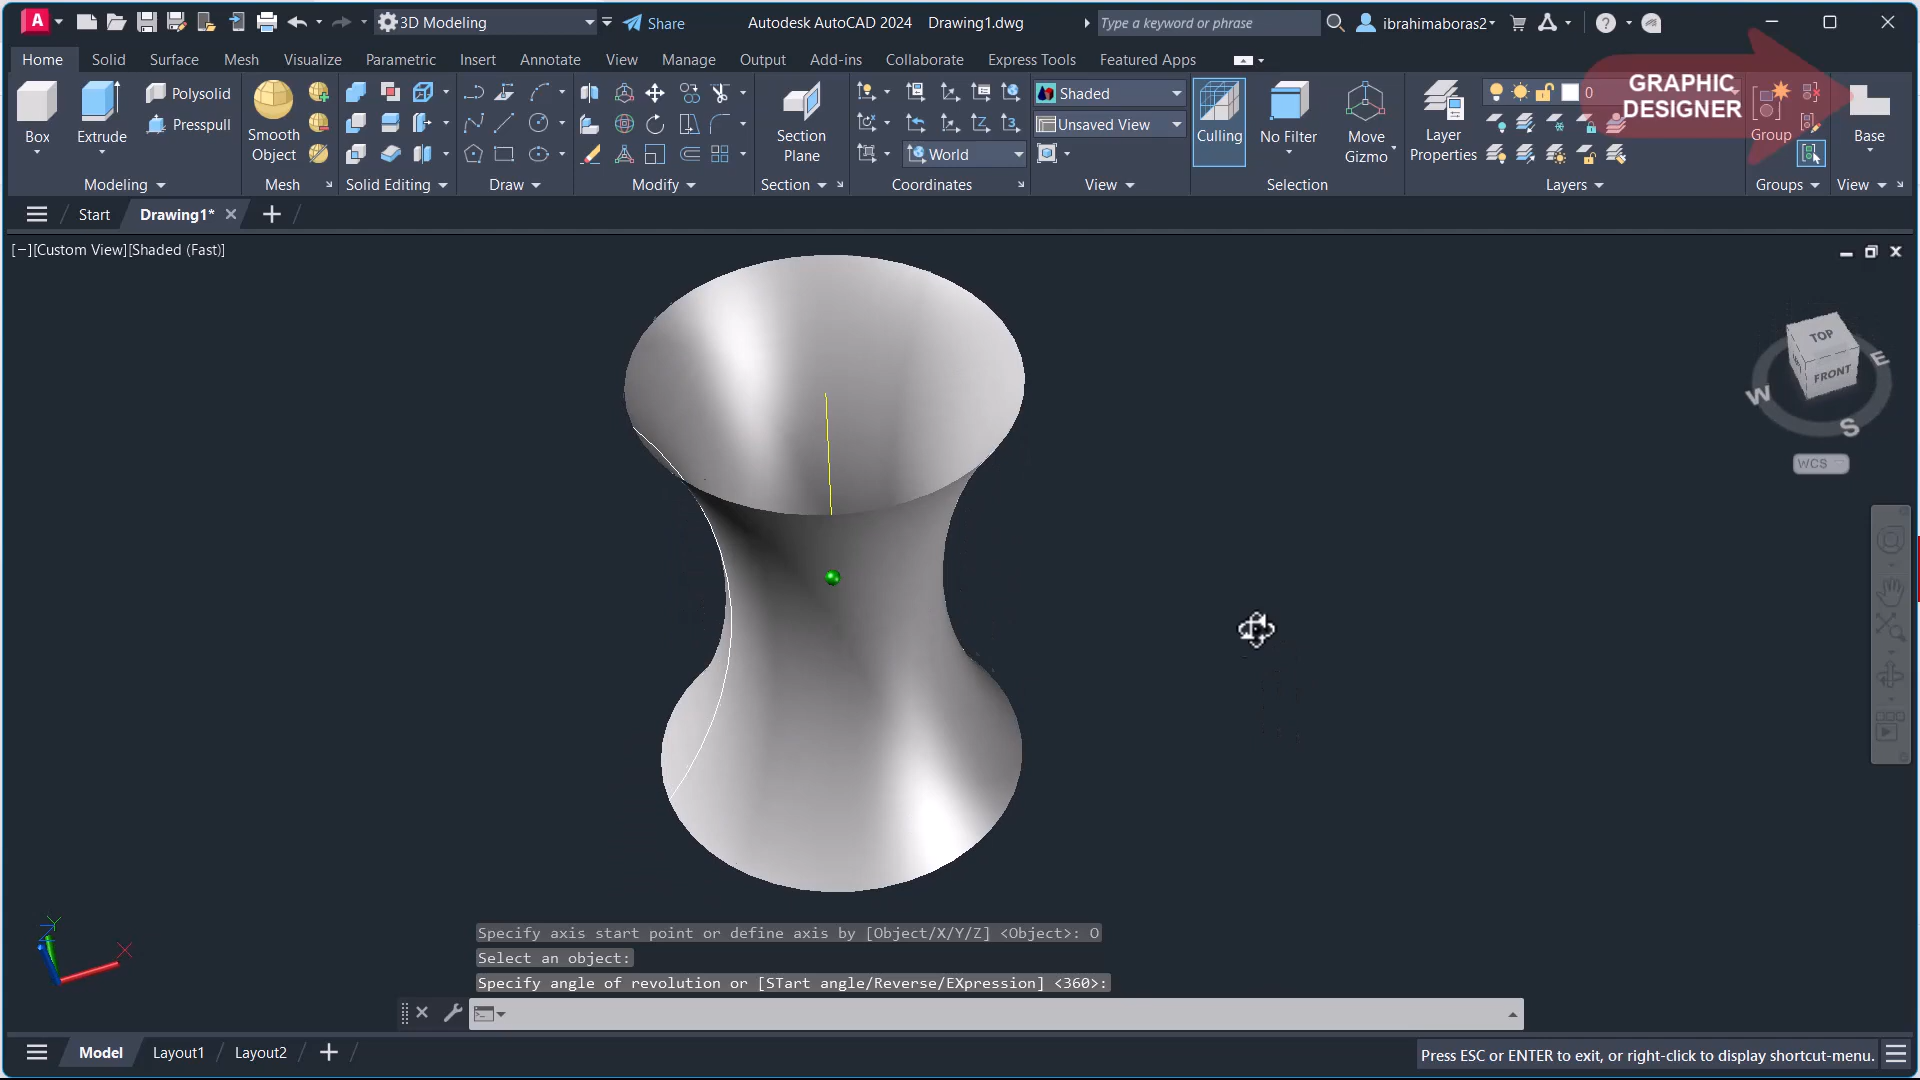 A 3D Modeling Share Autodesk AutoCAD 2024 Drawing1.dwg Type a keyword or phrase ibrahimaboras2
Home Solid Surface Mesh Visualize Parametric Insert Annotate View Manage Output Add-ins Collaborate Express Tools Featured Apps
GRAPHIC
DESIGNER
Box
Extrude
Polysolid
Presspull
Smooth
Object
Section
Plane
World
Shaded
Unsaved View
Culling
No Filter
Move
Gizmo
Layer
Properties
0
Group
Base
Modeling Mesh Solid Editing Draw Modify Section Coordinates View Selection Layers Groups View
Start Drawing1*
[−][Custom View][Shaded (Fast)]
TOP
FRONT
W
E
S
WCS
Y
Z
X
Specify axis start point or define axis by [Object/X/Y/Z] <Object>: O
Select an object:
Specify angle of revolution or [STart angle/Reverse/EXpression] <360>:
Model Layout1 Layout2
Press ESC or ENTER to exit, or right-click to display shortcut-menu.